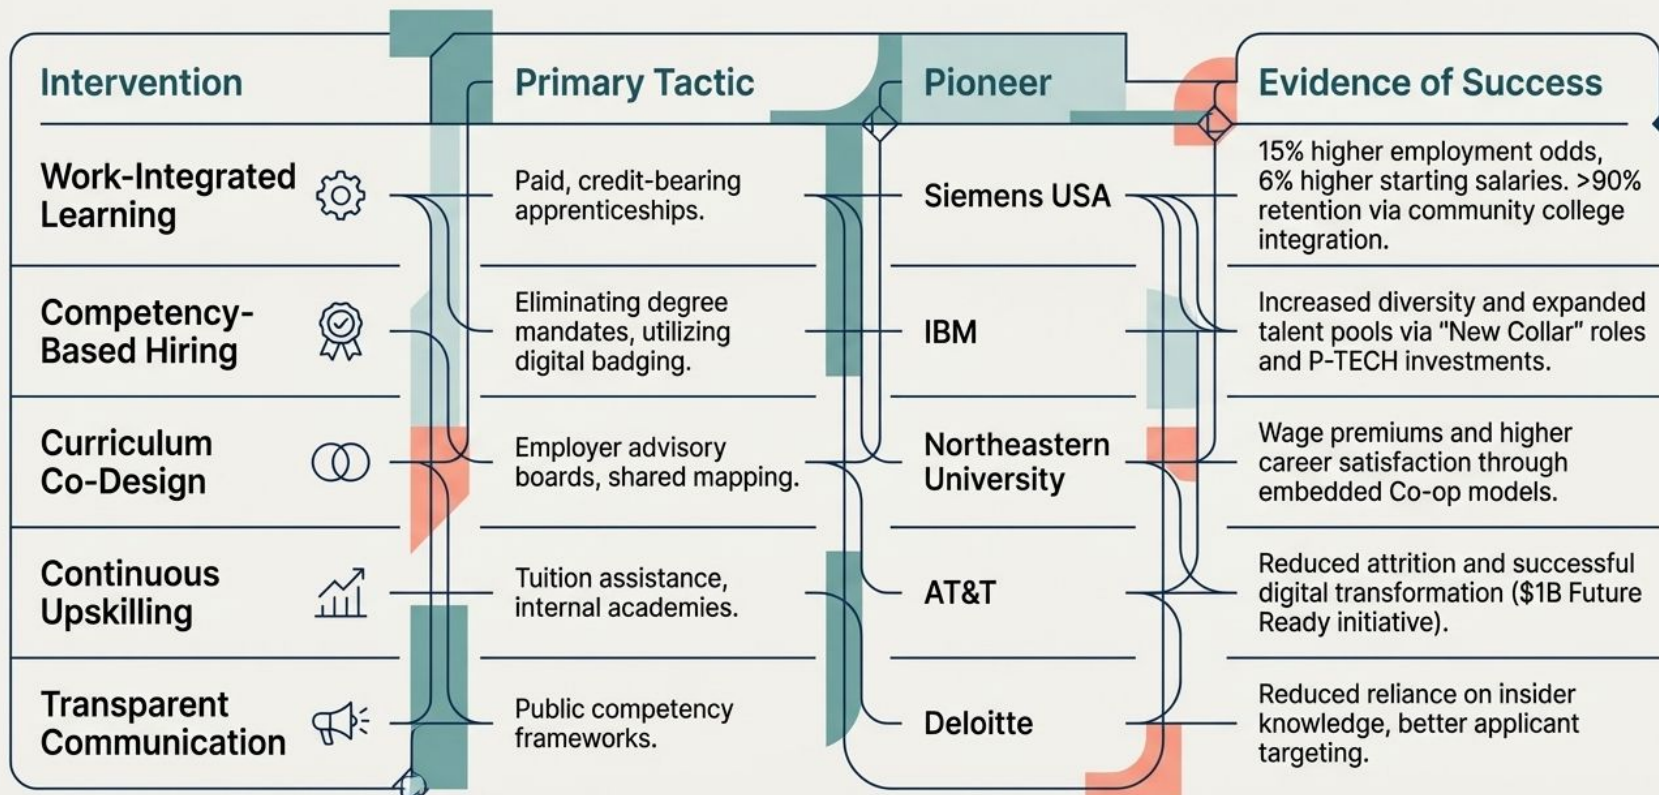 Intervention
Primary Tactic
Pioneer
Evidence of Success
Work-Integrated
Learning
Paid, credit-bearing
apprenticeships.
Siemens USA
15% higher employment odds,
6% higher starting salaries. >90%
retention via community college
integration.
Competency-
Based Hiring
Eliminating degree
mandates, utilizing
digital badging.
IBM
Increased diversity and expanded
talent pools via "New Collar" roles
and P-TECH investments.
Curriculum
Co-Design
Employer advisory
boards, shared mapping.
Northeastern
University
Wage premiums and higher
career satisfaction through
embedded Co-op models.
Continuous
Upskilling
Tuition assistance,
internal academies.
AT&T
Reduced attrition and successful
digital transformation ($1B Future
Ready initiative).
Transparent
Communication
Public competency
frameworks.
Deloitte
Reduced reliance on insider
knowledge, better applicant
targeting.